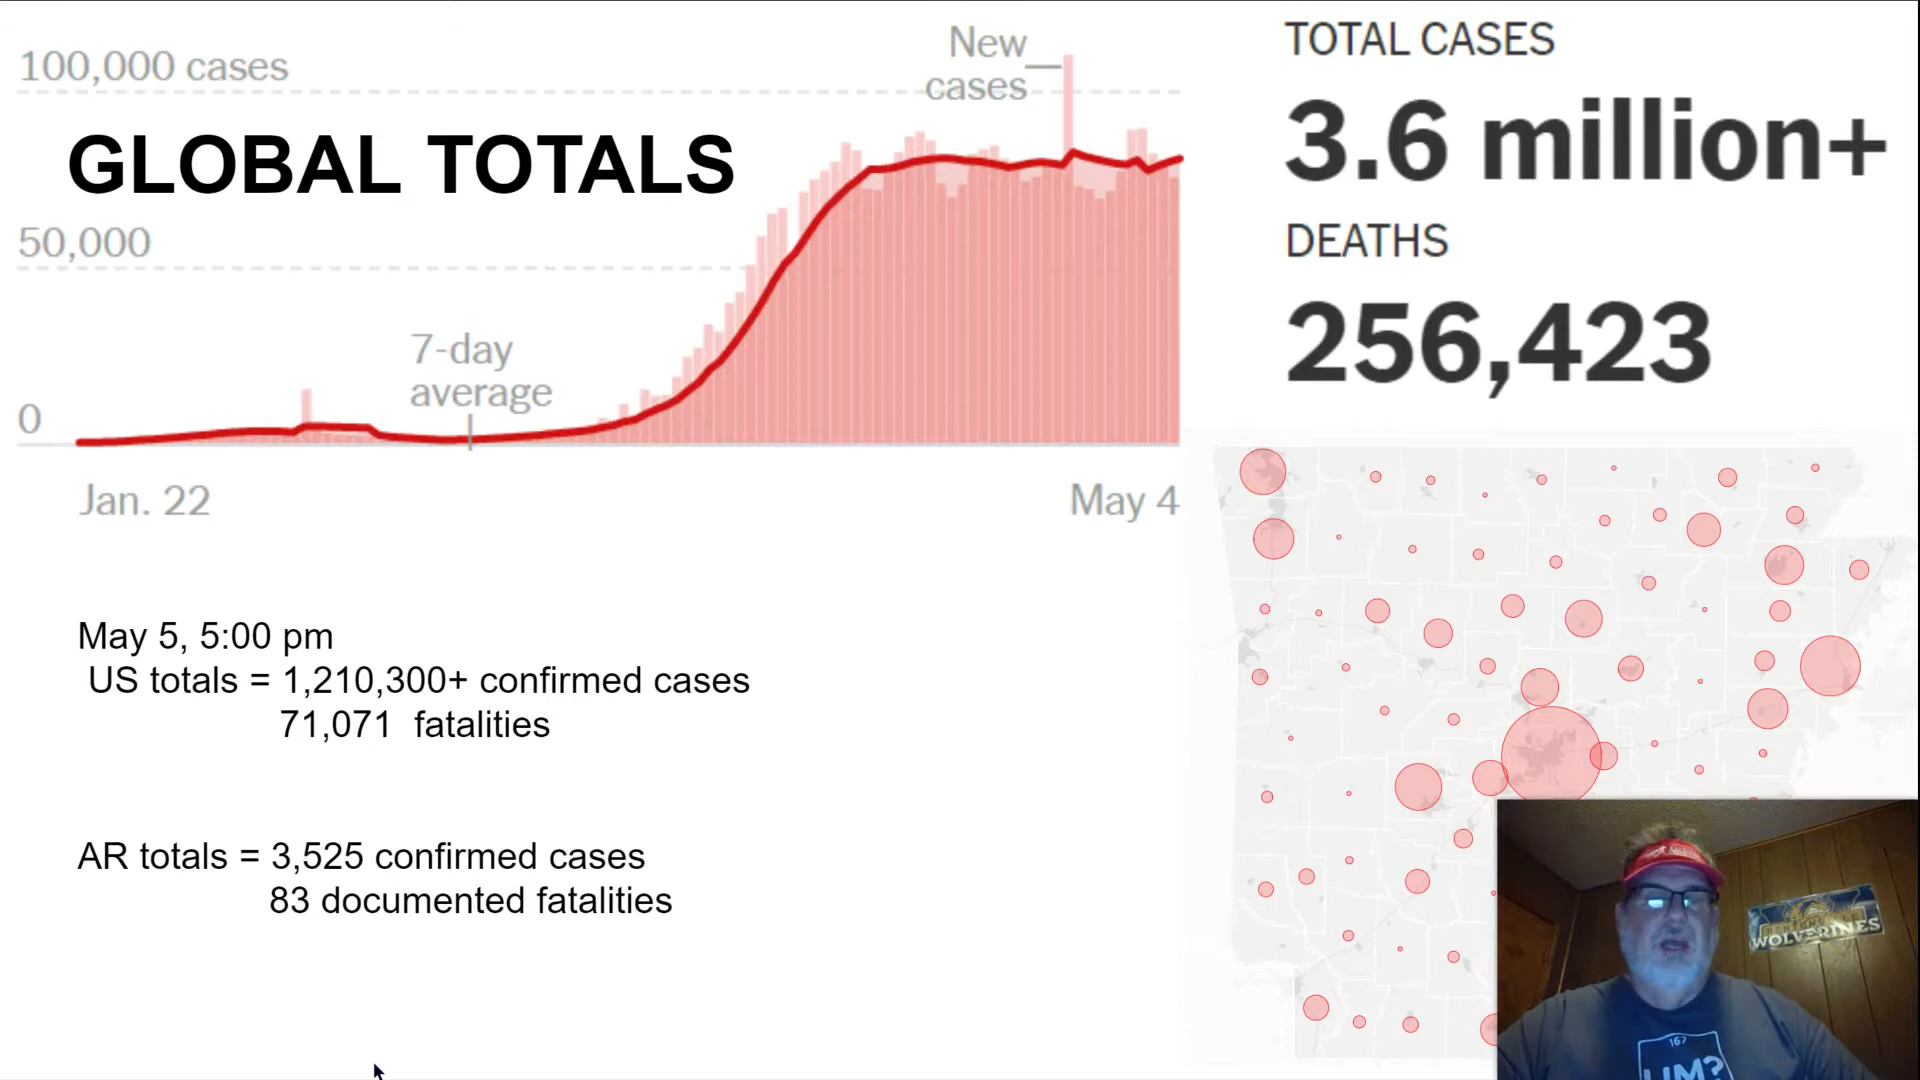 100,000 cases
New
cases
GLOBAL TOTALS
50,000
7-day
average
0
Jan. 22
May 4
TOTAL CASES
3.6 million+
DEATHS
256,423
May 5, 5:00 pm
US totals = 1,210,300+ confirmed cases
71,071 fatalities
AR totals = 3,525 confirmed cases
83 documented fatalities
WOLVERINES
167
UM?